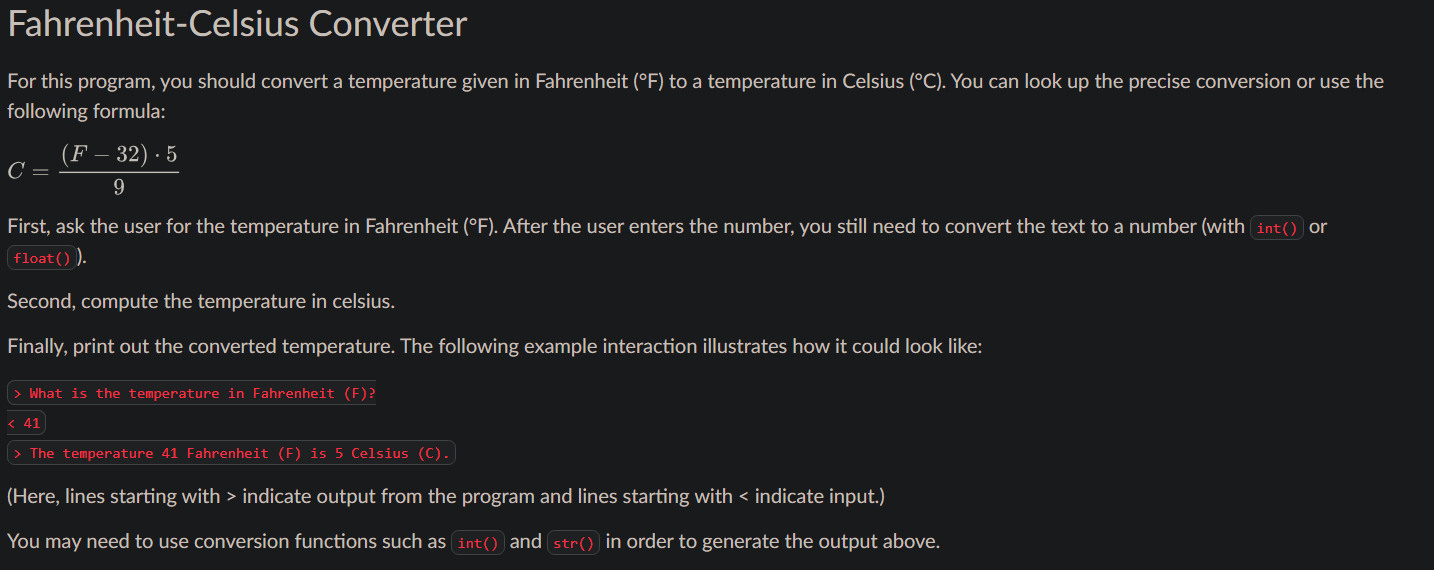 Fahrenheit-Celsius Converter
For this program, you should convert a temperature given in Fahrenheit (°F) to a temperature in Celsius (°C). You can look up the precise conversion or use the
following formula:
C = (F − 32) · 5
9
First, ask the user for the temperature in Fahrenheit (°F). After the user enters the number, you still need to convert the text to a number (with int() or
float() ).
Second, compute the temperature in celsius.
Finally, print out the converted temperature. The following example interaction illustrates how it could look like:
> What is the temperature in Fahrenheit (F)?
< 41
> The temperature 41 Fahrenheit (F) is 5 Celsius (C).
(Here, lines starting with > indicate output from the program and lines starting with < indicate input.)
You may need to use conversion functions such as int() and str() in order to generate the output above.